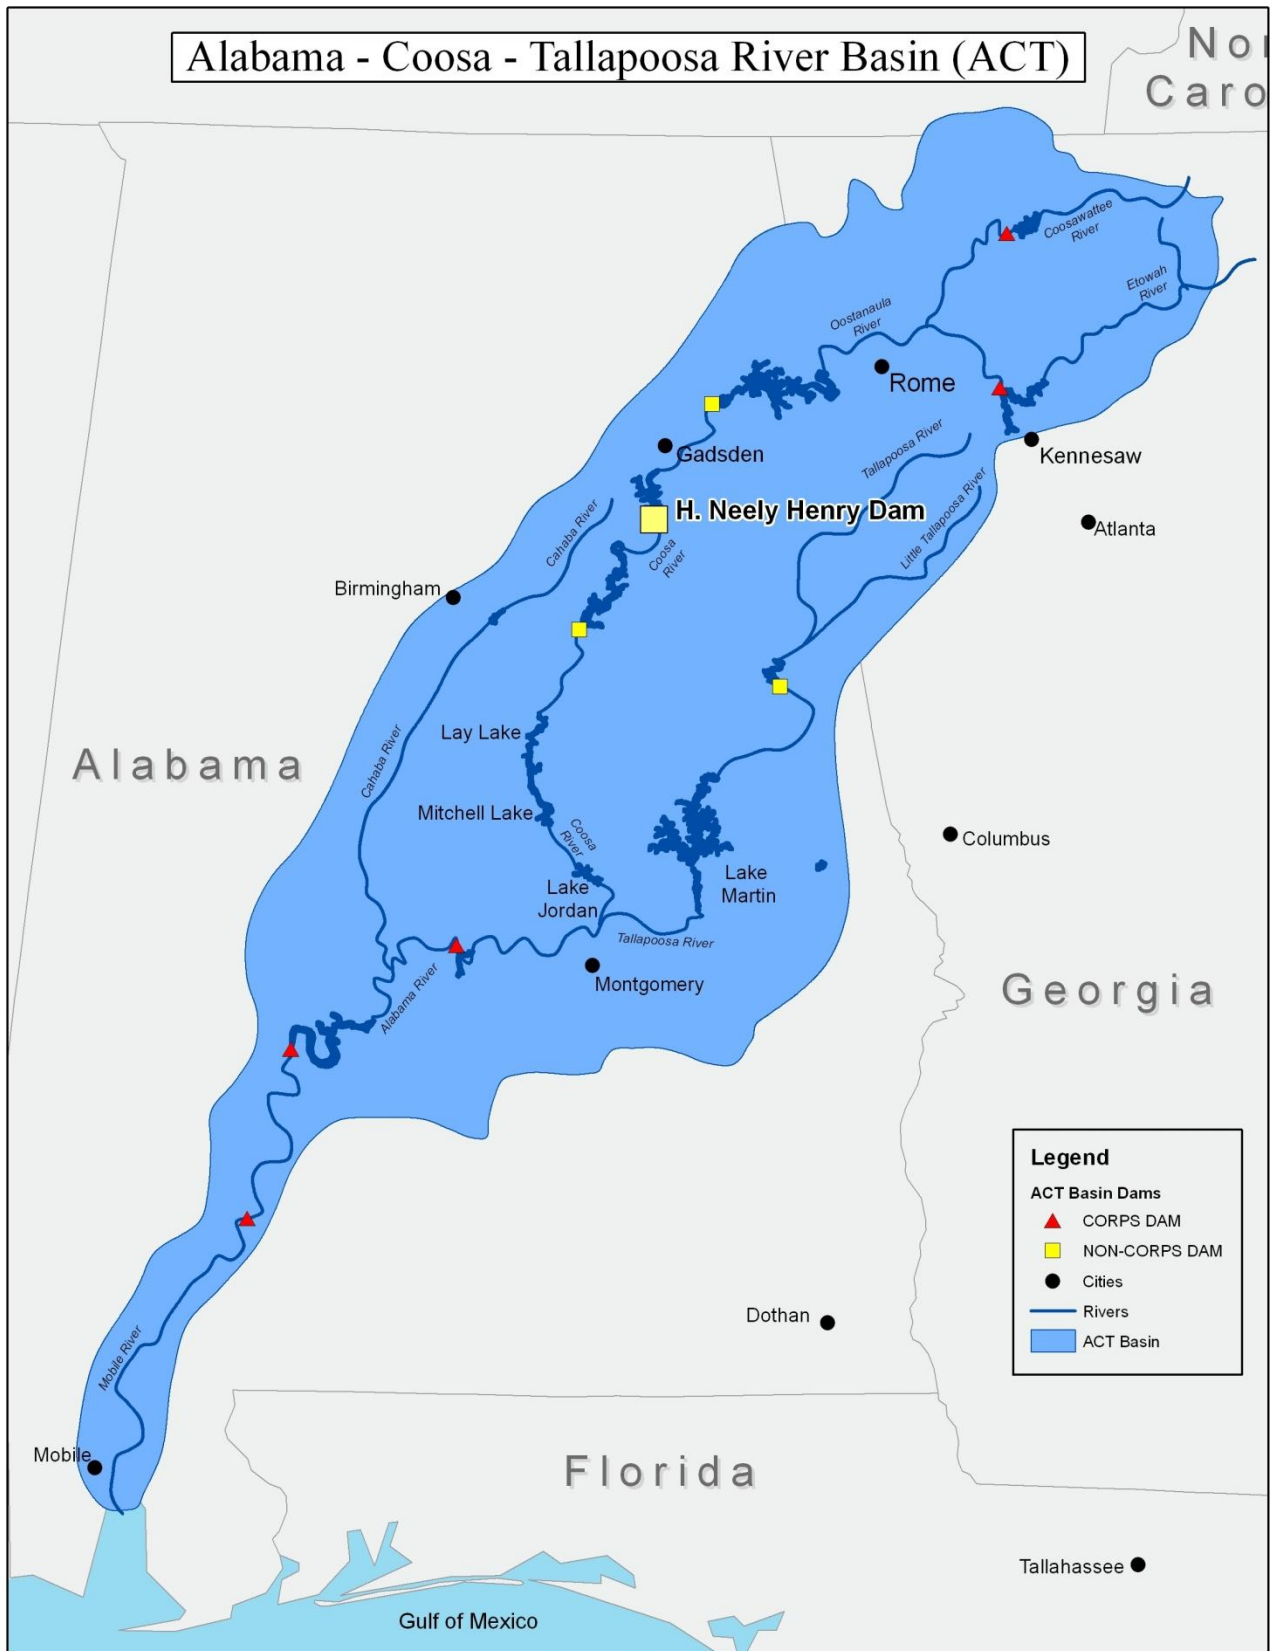 Alabama - Coosa - Tallapoosa River Basin (ACT)
Nor
Caro
Coosawattee
River
Etowah
River
Oostanaula
River
Rome
Tallapoosa River
Kennesaw
Gadsden
Little Tallapoosa River
H. Neely Henry Dam
Atlanta
Cahaba River
Coosa
River
Birmingham
Lay Lake
Cahaba River
Alabama
Mitchell Lake
Coosa
River
Columbus
Lake
Martin
Lake
Jordan
Tallapoosa River
Montgomery
Alabama River
Georgia
Legend
ACT Basin Dams
CORPS DAM
NON-CORPS DAM
Cities
Rivers
ACT Basin
Dothan
Mobile River
Mobile
Florida
Tallahassee
Gulf of Mexico